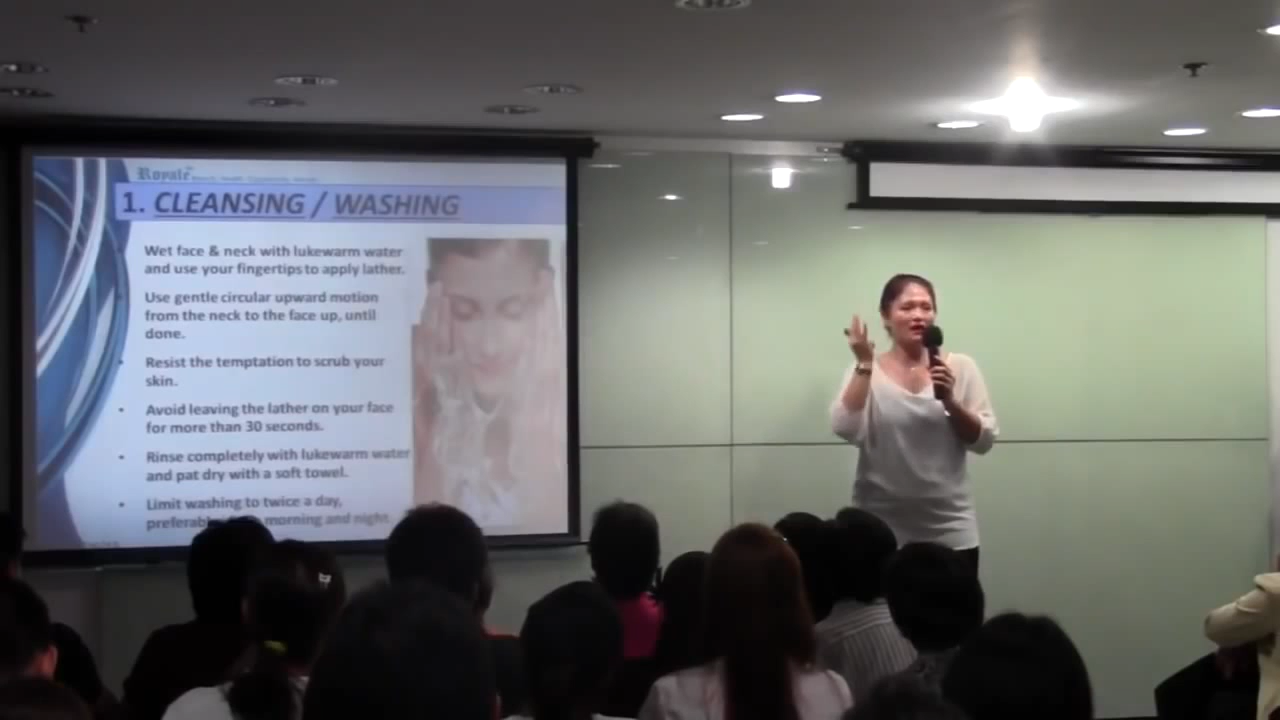 Royale
1. CLEANSING / WASHING
Wet face & neck with lukewarm water
and use your fingertips to apply lather.
Use gentle circular upward motion
from the neck to the face up, until
done.
• Resist the temptation to scrub your
skin.
• Avoid leaving the lather on your face
for more than 30 seconds.
• Rinse completely with lukewarm water
and pat dry with a soft towel.
• Limit washing to twice a day,
morning and night